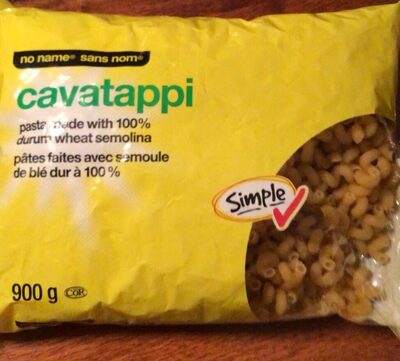 no name® sans nom®
cavatappi
pasta made with 100%
durum wheat semolina
pâtes faites avec semoule
de blé dur à 100 %
Simple
900 g COR